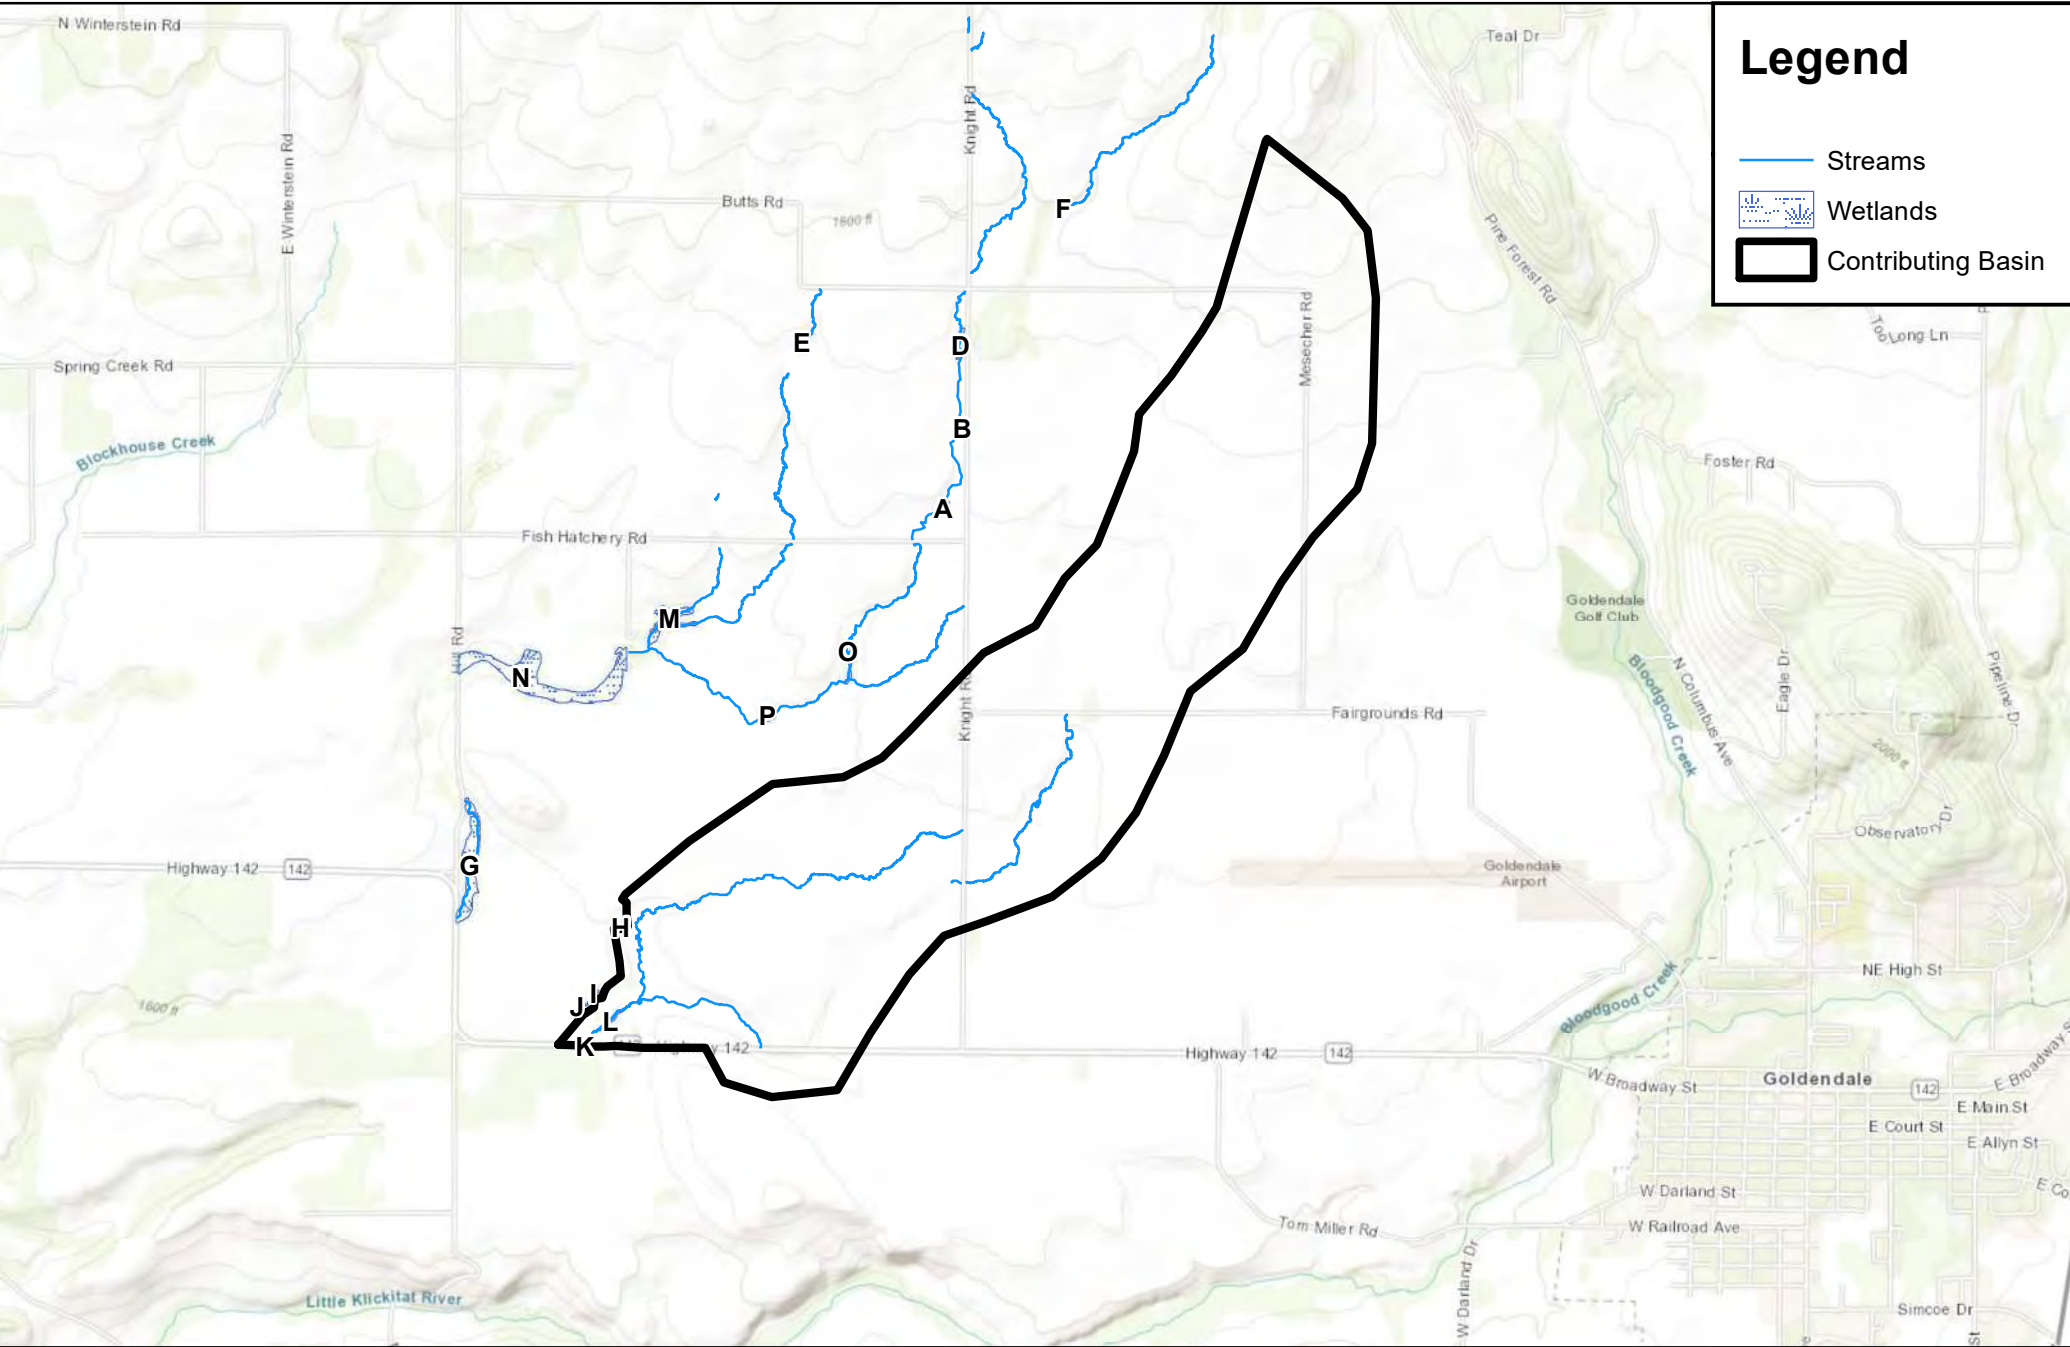 Legend
Streams
Wetlands
Contributing Basin
N Winterstein Rd
Teal Dr
E Winterstein Rd
Knight Rd
Butts Rd
1600 ft
F
Pine Forest Rd
Mesecher Rd
E
D
Too Long Ln
Spring Creek Rd
B
Blockhouse Creek
Foster Rd
A
Fish Hatchery Rd
Goldendale
Golf Club
M
O
N
P
Knight Rd
Fairgrounds Rd
Bloodgood Creek
N Columbus Ave
Eagle Dr
Pipeline Dr
2000 ft
Observatory Dr
G
Highway 142
142
Goldendale
Airport
H
NE High St
I
J
L
K
1600 ft
Highway 142
Highway 142
142
Bloodgood Creek
W Broadway St
Goldendale
142
E Broadway St
E Main St
E Court St
E Allyn St
W Darland St
W Railroad Ave
Tom Miller Rd
W Darland Dr
Little Klickitat River
Simcoe Dr
St